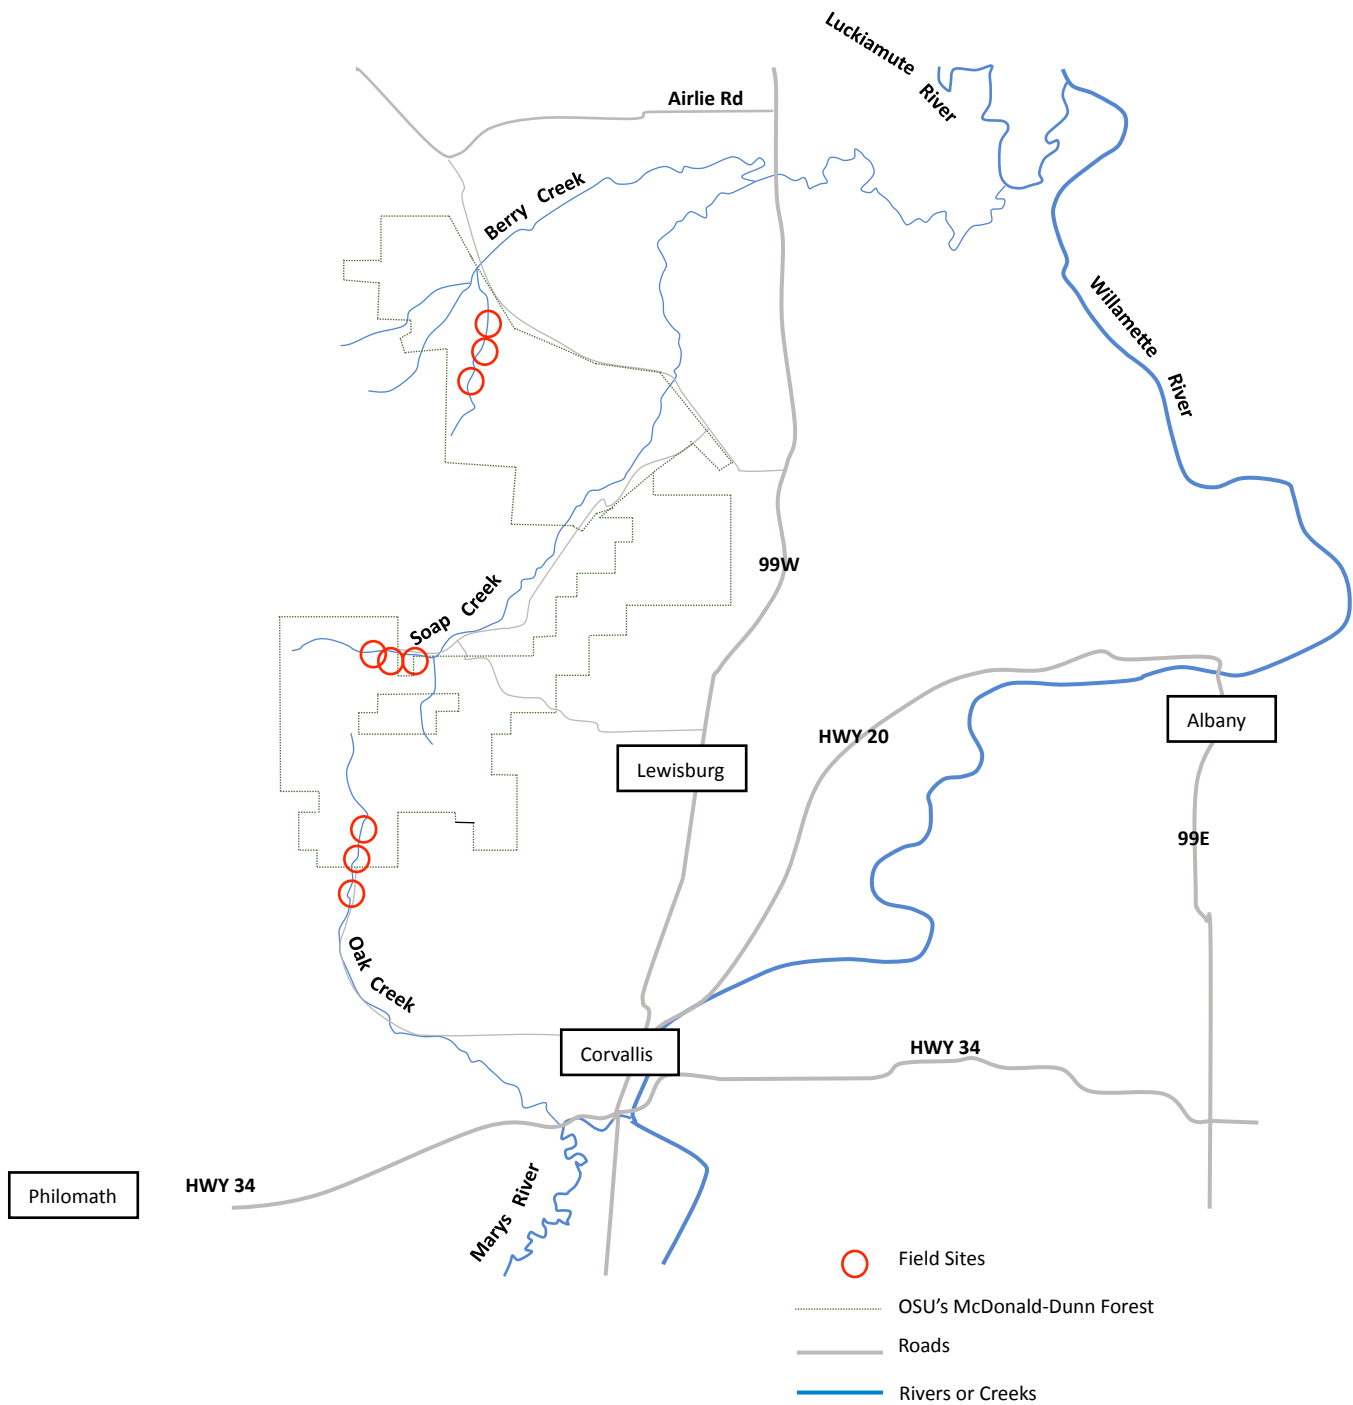 Luckiamute River
Airlie Rd
Berry Creek
Willamette River
99W
Soap Creek
Albany
HWY 20
Lewisburg
99E
Oak Creek
Corvallis
HWY 34
Marys River
HWY 34
Philomath
Field Sites
OSU's McDonald-Dunn Forest
Roads
Rivers or Creeks